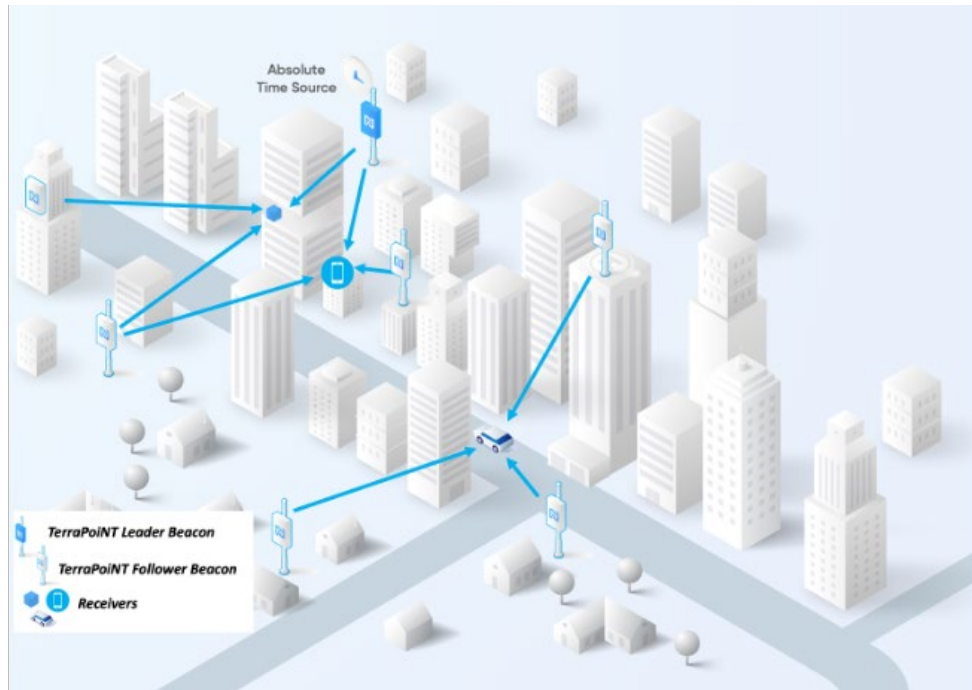 Absolute
Time Source
TerraPoiNT Leader Beacon
TerraPoiNT Follower Beacon
Receivers